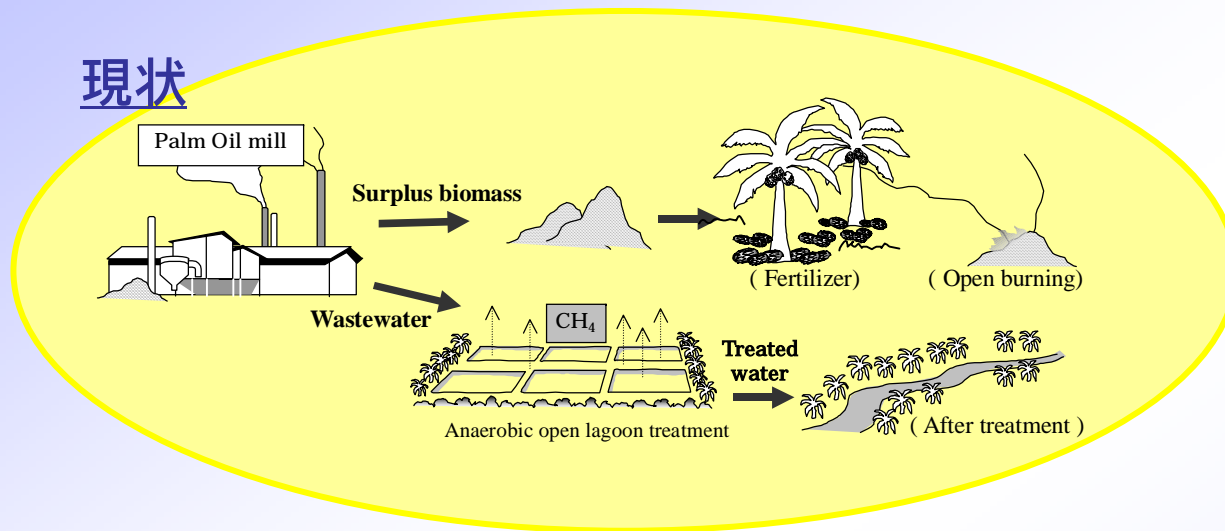 現状
Palm Oil mill
Surplus biomass
( Fertilizer)
( Open burning)
Wastewater
CH₄
Treated
water
Anaerobic open lagoon treatment
( After treatment )